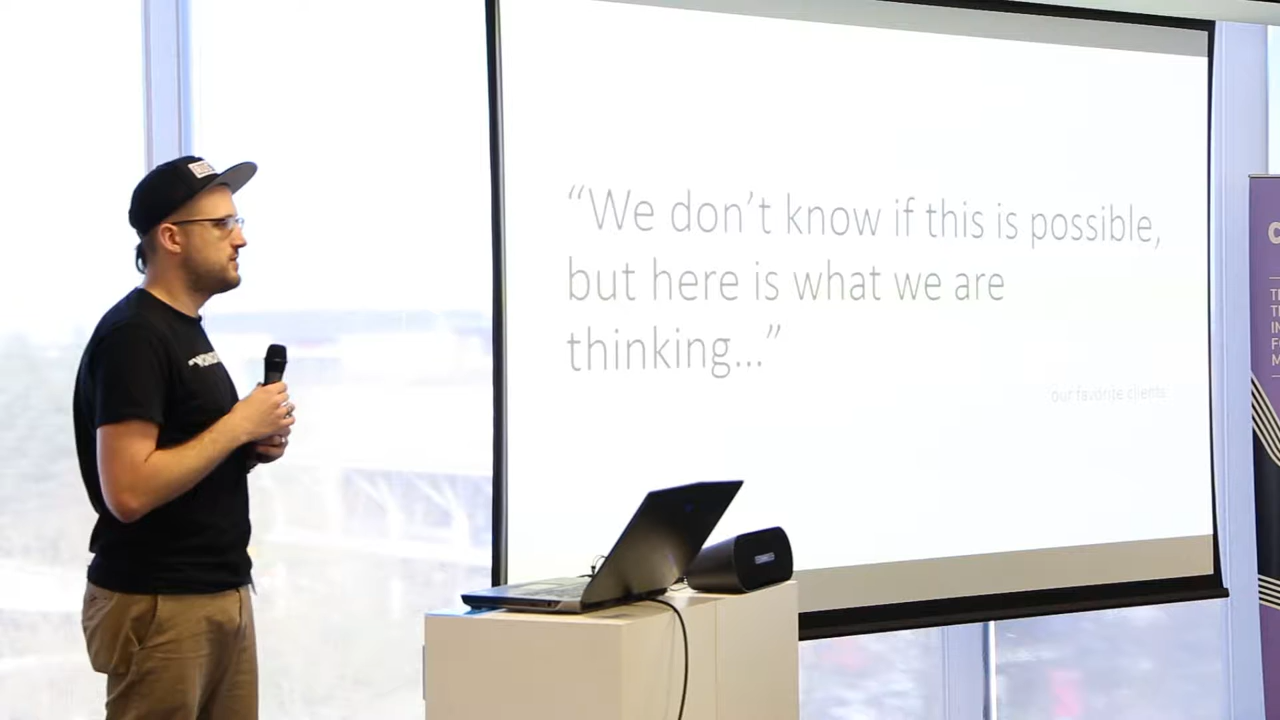 “We don’t know if this is possible,
but here is what we are
thinking...”
our favorite clients